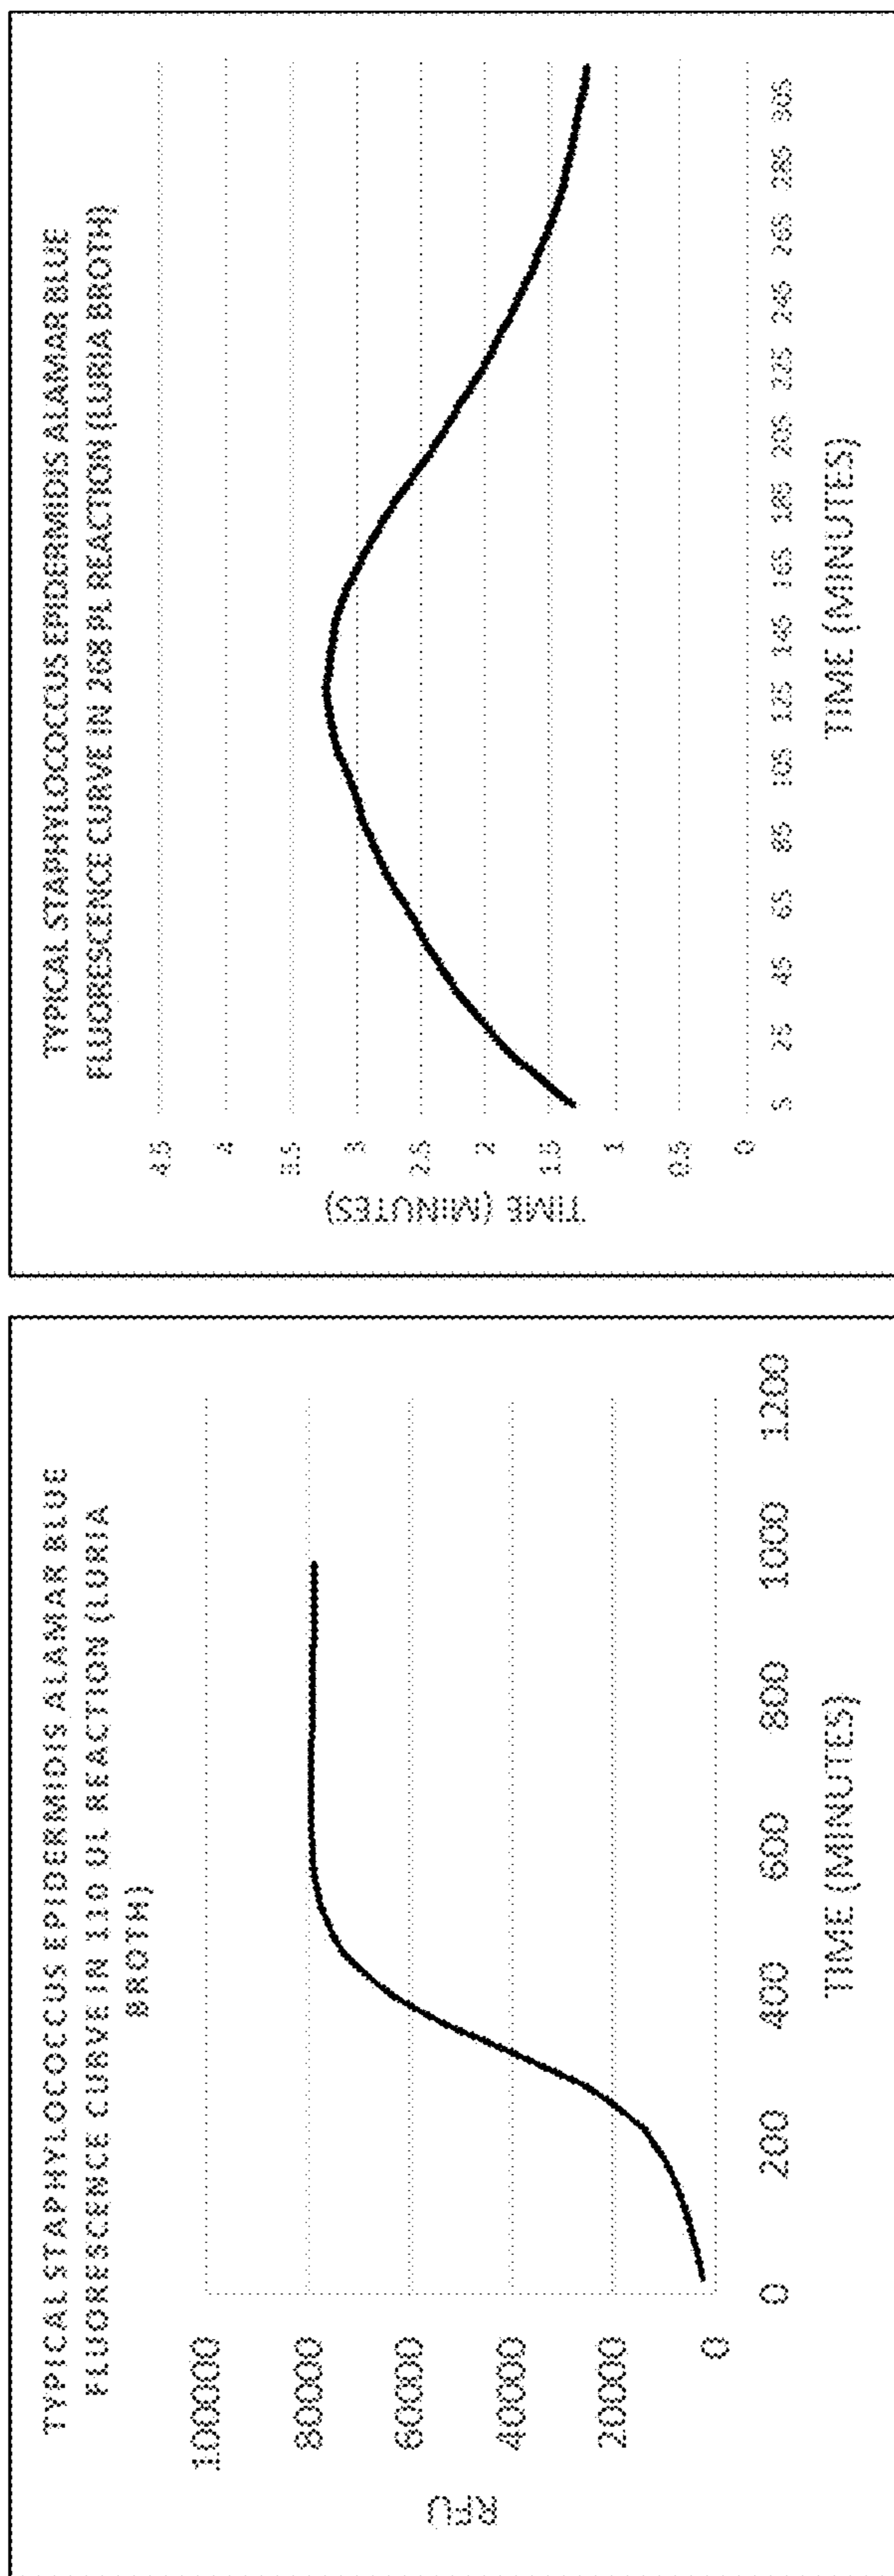 TYPICAL STAPHYLOCOCCUS EPIDERMIDIS ALAMAR BLUE
FLUORESCENCE CURVE IN 110 UL REACTION (LURIA
BROTH)
100000
80000
60000
40000
20000
0
RFU
0 200 400 600 800 1000 1200
TIME (MINUTES)
TYPICAL STAPHYLOCOCCUS EPIDERMIDIS ALAMAR BLUE
FLUORESCENCE CURVE IN 268 PL REACTION (LURIA BROTH)
4.5
4
3.5
3
2.5
2
1.5
1
0.5
0
TIME (MINUTES)
5 25 45 65 85 105 125 145 165 185 205 225 245 265 285 305
TIME (MINUTES)